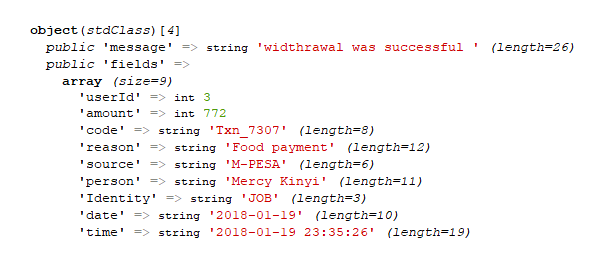 object(stdClass)[4]
public 'message' => string 'widthrawal was successful ' (length=26)
public 'fields' =>
array (size=9)
'userId' => int 3
'amount' => int 772
'code' => string 'Txn_7307' (length=8)
'reason' => string 'Food payment' (length=12)
'source' => string 'M-PESA' (length=6)
'person' => string 'Mercy Kinyi' (length=11)
'Identity' => string 'JOB' (length=3)
'date' => string '2018-01-19' (length=10)
'time' => string '2018-01-19 23:35:26' (length=19)